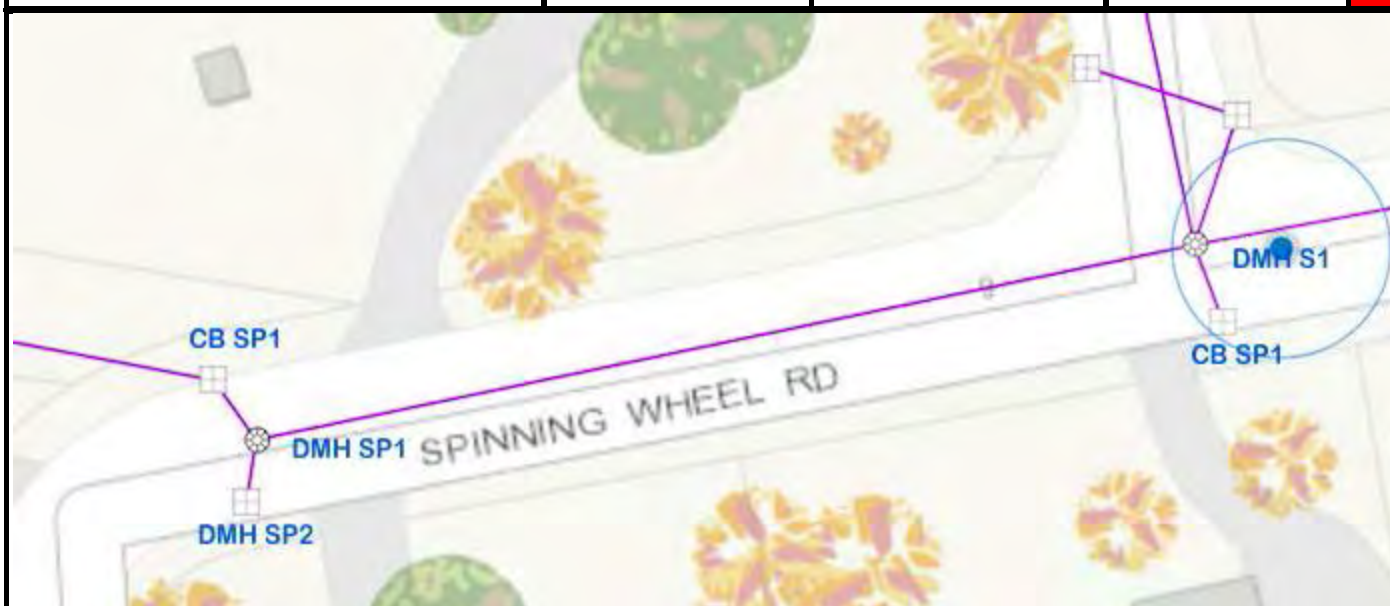 DMH S1
CB SP1
CB SP1
SPINNING WHEEL RD
DMH SP1
DMH SP2